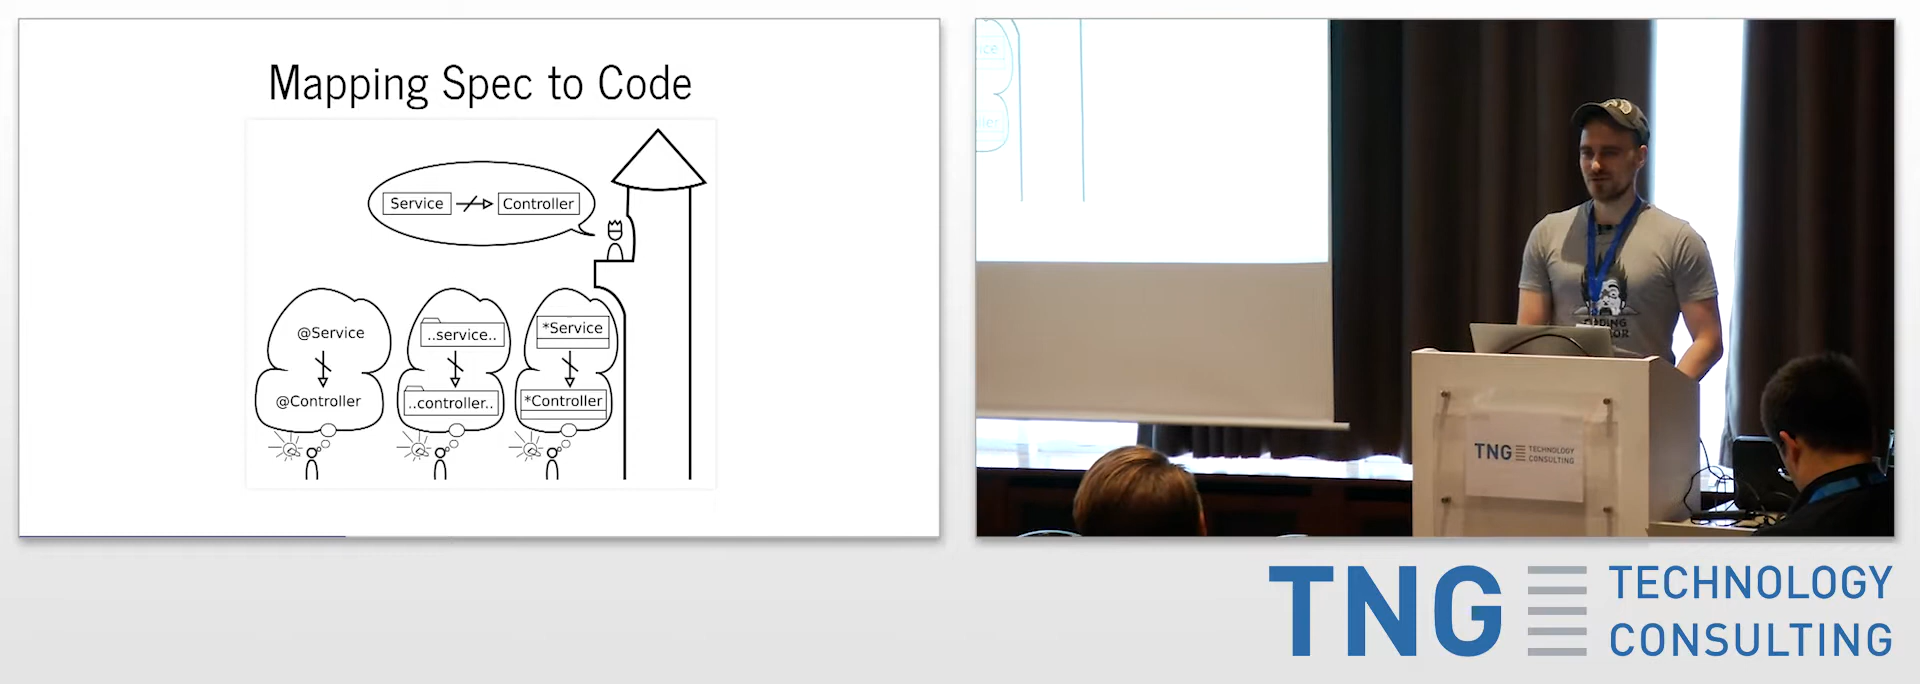 Mapping Spec to Code
Service
Controller
@Service
@Controller
..service..
..controller..
*Service
*Controller
TNG TECHNOLOGY
CONSULTING
TNG TECHNOLOGY
CONSULTING